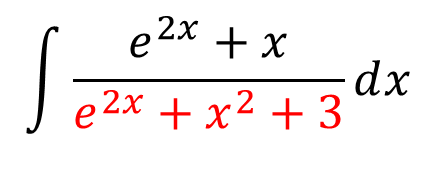 ∫ (e^{2x} + x) / (e^{2x} + x^2 + 3) dx